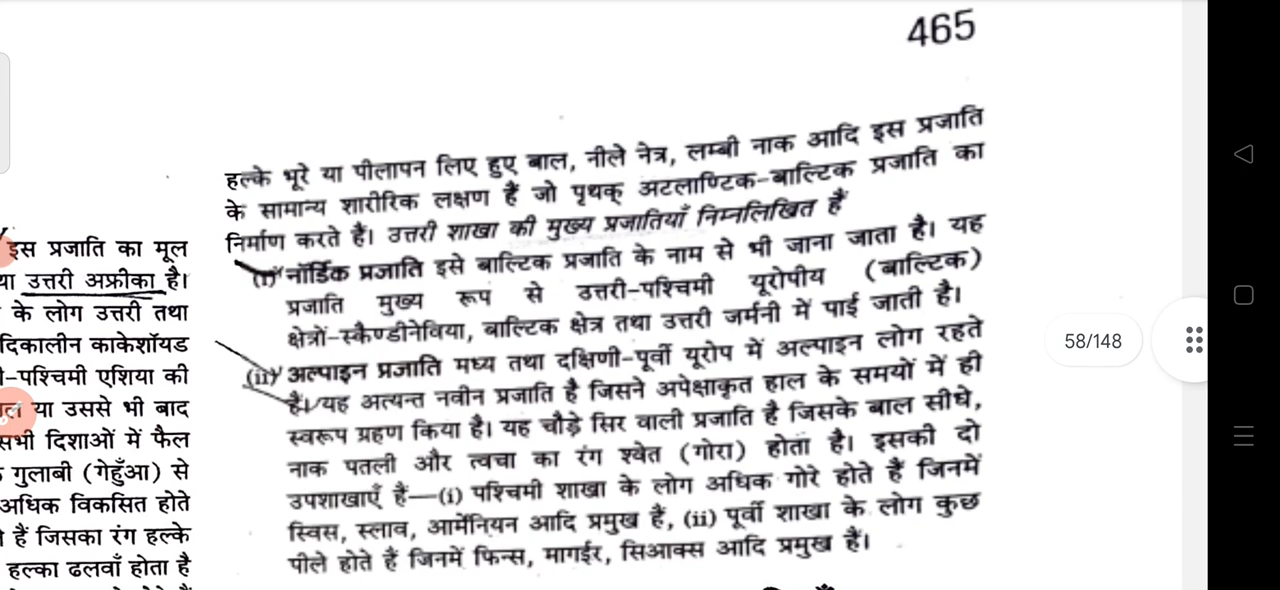 465
हल्के भूरे या पीलापन लिए हुए बाल, नीले नेत्र, लम्बी नाक आदि इस प्रजाति
के सामान्य शारीरिक लक्षण हैं जो पृथक् अटलाण्टिक-बाल्टिक प्रजाति का
निर्माण करते हैं। उत्तरी शाखा की मुख्य प्रजातियाँ निम्नलिखित हैं
(i) नॉर्डिक प्रजाति इसे बाल्टिक प्रजाति के नाम से भी जाना जाता है। यह
प्रजाति मुख्य रूप से उत्तरी-पश्चिमी यूरोपीय (बाल्टिक)
क्षेत्रों-स्कैण्डीनेविया, बाल्टिक क्षेत्र तथा उत्तरी जर्मनी में पाई जाती है।
(ii) अल्पाइन प्रजाति मध्य तथा दक्षिणी-पूर्वी यूरोप में अल्पाइन लोग रहते
हैं। यह अत्यन्त नवीन प्रजाति है जिसने अपेक्षाकृत हाल के समयों में ही
स्वरूप ग्रहण किया है। यह चौड़े सिर वाली प्रजाति है जिसके बाल सीधे,
नाक पतली और त्वचा का रंग श्वेत (गोरा) होता है। इसकी दो
उपशाखाएँ हैं—(i) पश्चिमी शाखा के लोग अधिक गोरे होते हैं जिनमें
स्विस, स्लाव, आर्मेनियन आदि प्रमुख हैं, (ii) पूर्वी शाखा के लोग कुछ
पीले होते हैं जिनमें फिन्स, मागईर, सिआक्स आदि प्रमुख हैं।
इस प्रजाति का मूल
या उत्तरी अफ्रीका है।
के लोग उत्तरी तथा
दिकालीन काकेशॉयड
-पश्चिमी एशिया की
या उससे भी बाद
सभी दिशाओं में फैल
गुलाबी (गेहुँआ) से
अधिक विकसित होते
हैं जिसका रंग हल्के
हल्का ढलवाँ होता है
58/148